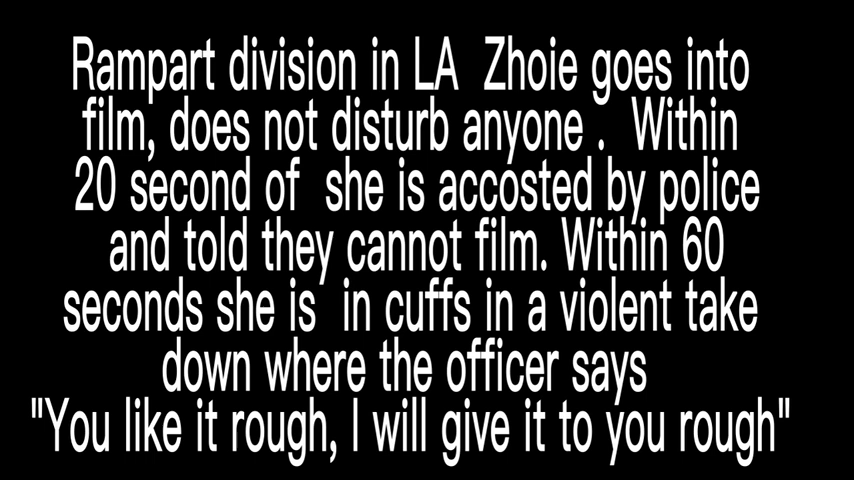 Rampart division in LA  Zhoie goes into
film, does not disturb anyone .  Within
20 second of  she is accosted by police
and told they cannot film. Within 60
seconds she is  in cuffs in a violent take
down where the officer says
"You like it rough, I will give it to you rough"